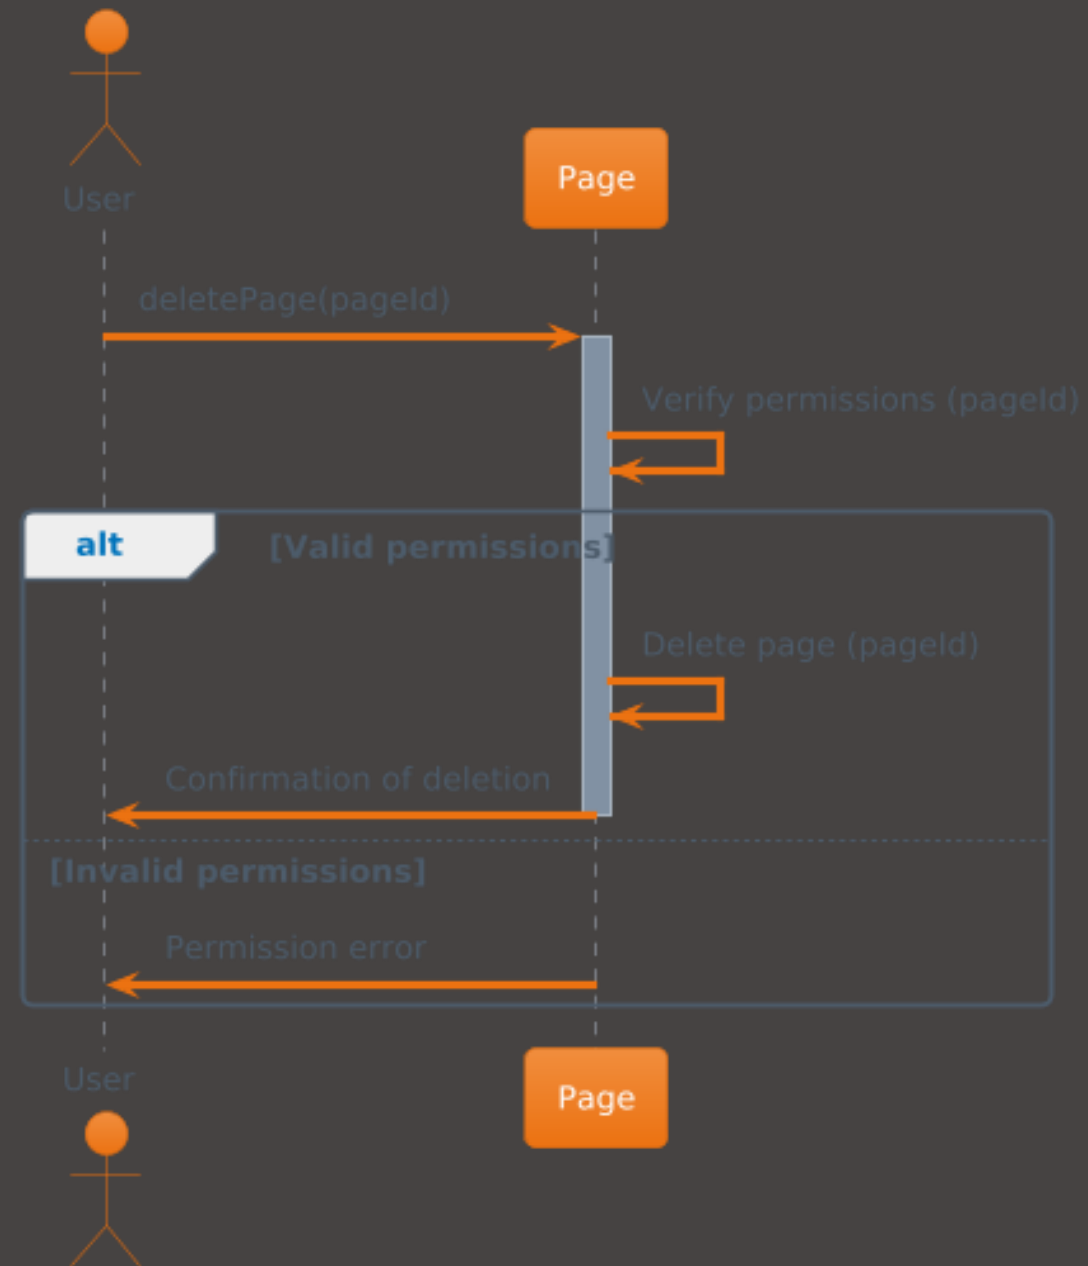 User
Page
deletePage(pageId)
Verify permissions (pageId)
alt
[Valid permissions]
Delete page (pageId)
Confirmation of deletion
[Invalid permissions]
Permission error
User
Page